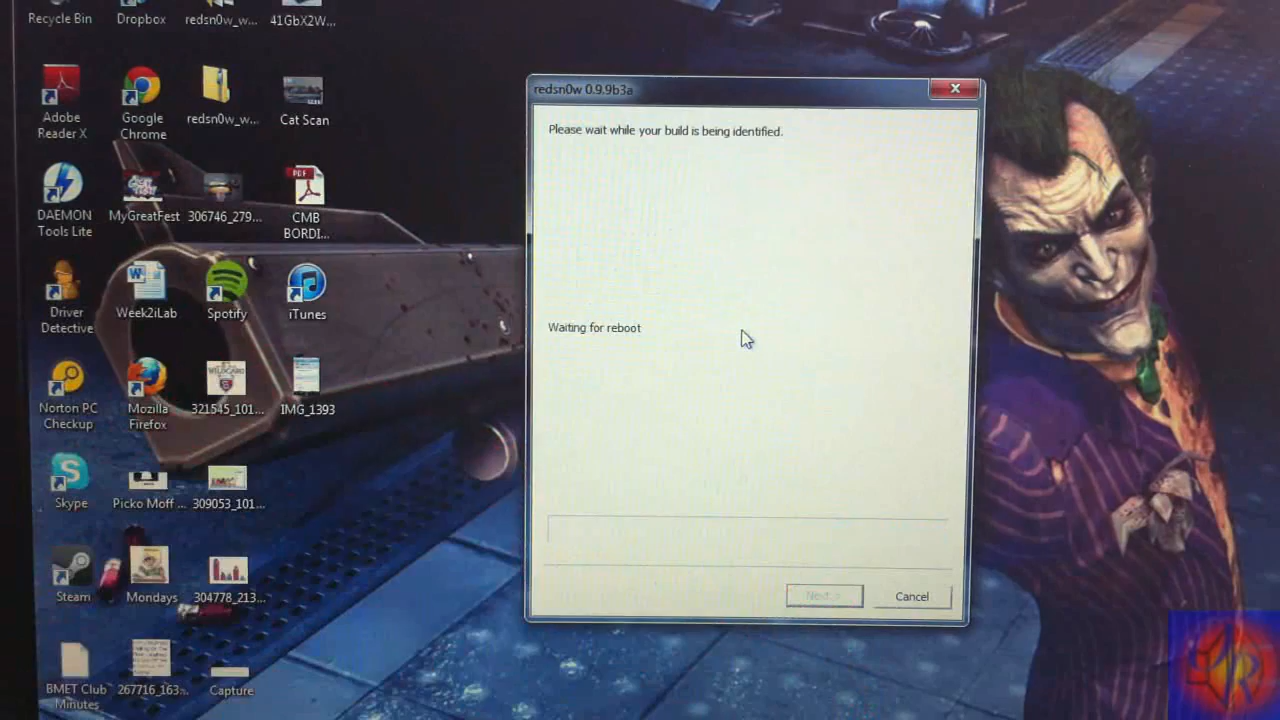 Recycle Bin
Dropbox
redsn0w_w...
41GbX2W...
Adobe
Reader X
Google
Chrome
redsn0w_w...
Cat Scan
DAEMON
Tools Lite
MyGreatFest
306746_279...
PDF
CMB
BORDI...
Driver
Detective
Week2iLab
Spotify
iTunes
Norton PC
Checkup
Mozilla
Firefox
321545_101...
IMG_1393
Skype
Picko Moff ...
309053_101...
Steam
Mondays
304778_213...
BMET Club
Minutes
267716_163...
Capture
redsn0w 0.9.9b3a
Please wait while your build is being identified.
Waiting for reboot
Next >
Cancel